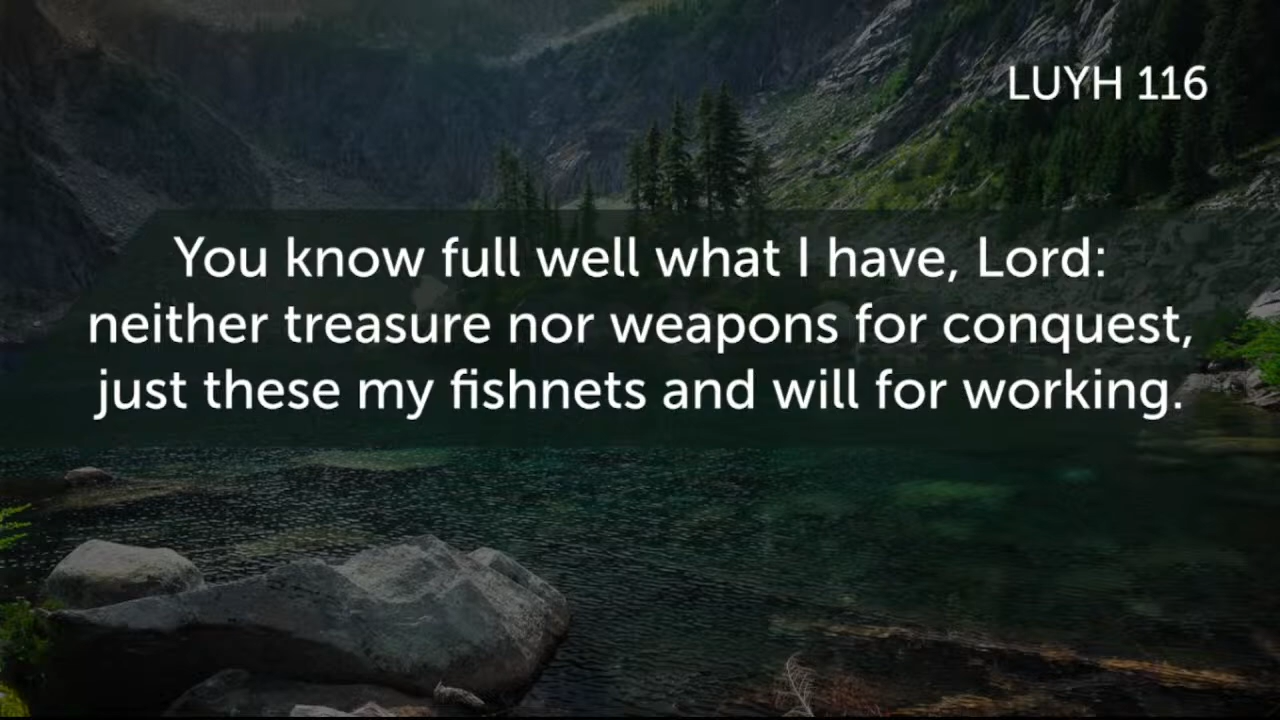 LUYH 116
You know full well what I have, Lord:
neither treasure nor weapons for conquest,
just these my fishnets and will for working.